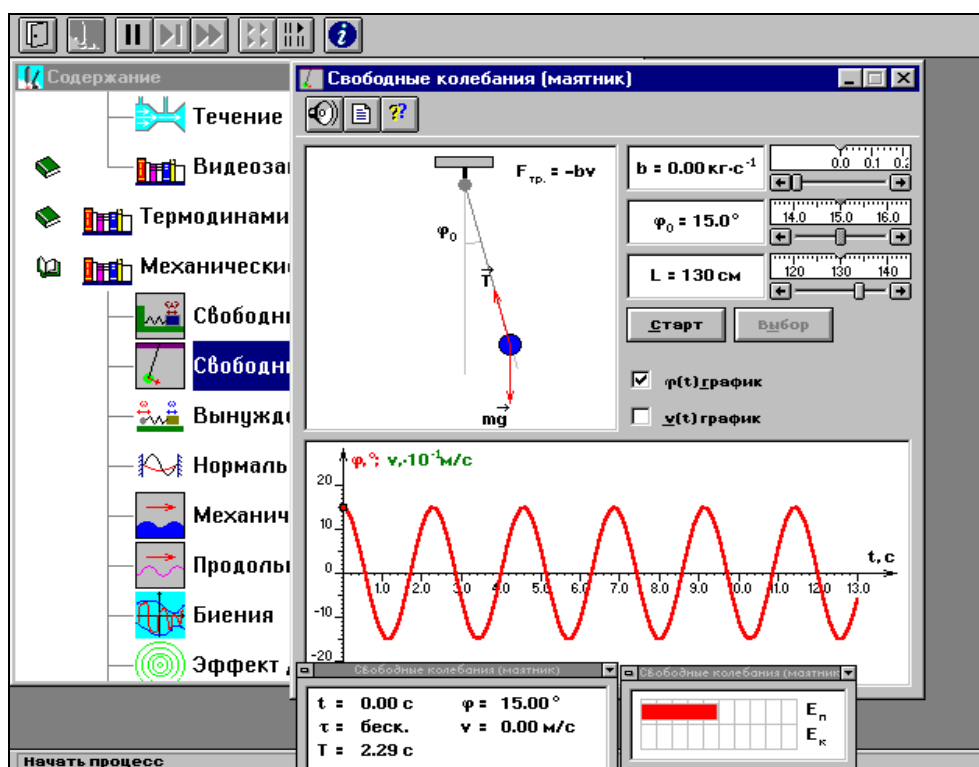 Содержание
Течение
Видеоза
Термодинами
Механически
Свободн
Свободн
Вынужд
Нормаль
Механич
Продоль
Биения
Эффект
Свободные колебания (маятник)
??
Fтр. = -bv
φ0
T
mg
b = 0.00 кг·с⁻¹
0.0 0.1 0.2
φ0 = 15.0°
14.0 15.0 16.0
L = 130 см
120 130 140
Старт Выбор
φ(t) график
v(t) график
φ,°; v,·10⁻¹м/с
20
10
0
-10
-20
1.0 2.0 3.0 4.0 5.0 6.0 7.0 8.0 9.0 10.0 11.0 12.0 13.0
t, с
Свободные колебания (маятник)
t = 0.00 с φ = 15.00°
τ = беск. v = 0.00 м/с
T = 2.29 с
Свободные колебания (маятник)
Eп
Eк
Начать процесс